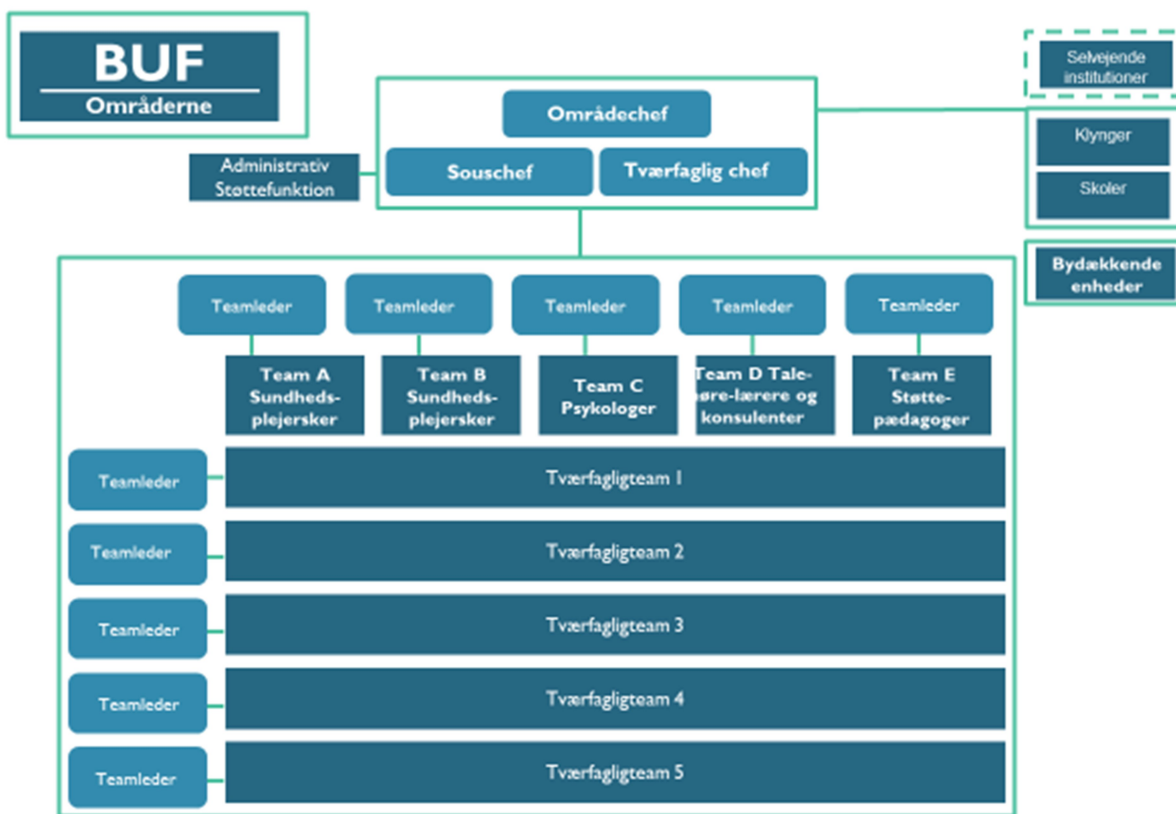 BUF
Områderne
Selvejende
institutioner
Områdechef
Administrativ
Støttefunktion
Souschef
Tværfaglig chef
Klynger
Skoler
Bydækkende
enheder
Teamleder
Teamleder
Teamleder
Teamleder
Teamleder
Team A
Sundheds-
plejersker
Team B
Sundheds-
plejersker
Team C
Psykologer
Team D Tale-
høre-lærere og
konsulenter
Team E
Støtte-
pædagoger
Teamleder
Tværfagligteam 1
Teamleder
Tværfagligteam 2
Teamleder
Tværfagligteam 3
Teamleder
Tværfagligteam 4
Teamleder
Tværfagligteam 5